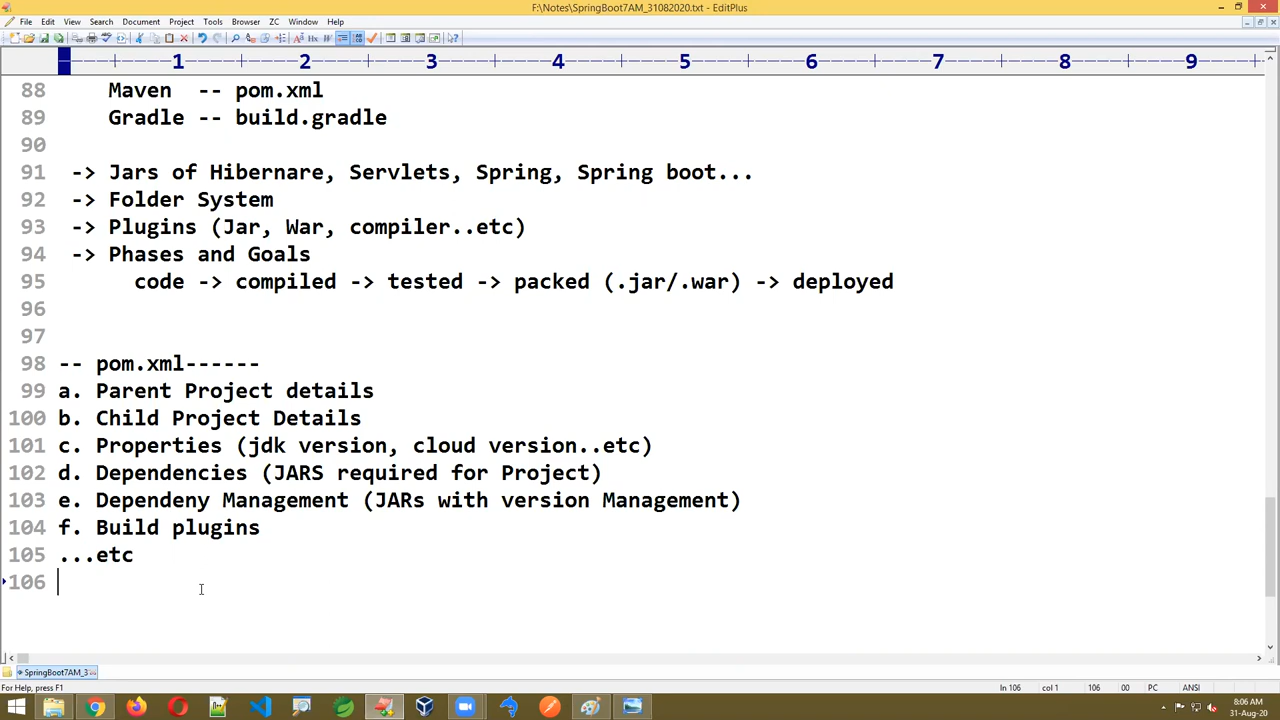 F:\Notes\SpringBoot7AM_31082020.txt - EditPlus
File Edit View Search Document Project Tools Browser ZC Window Help
1 2 3 4 5 6 7 8 9
88 Maven -- pom.xml
89 Gradle -- build.gradle
90
91 -> Jars of Hibernare, Servlets, Spring, Spring boot...
92 -> Folder System
93 -> Plugins (Jar, War, compiler..etc)
94 -> Phases and Goals
95 code -> compiled -> tested -> packed (.jar/.war) -> deployed
96
97
98 -- pom.xml------
99 a. Parent Project details
100 b. Child Project Details
101 c. Properties (jdk version, cloud version..etc)
102 d. Dependencies (JARS required for Project)
103 e. Dependeny Management (JARs with version Management)
104 f. Build plugins
105 ...etc
106
SpringBoot7AM_3
For Help, press F1 ln 106 col 1 106 00 PC ANSI
8:06 AM
31-Aug-20